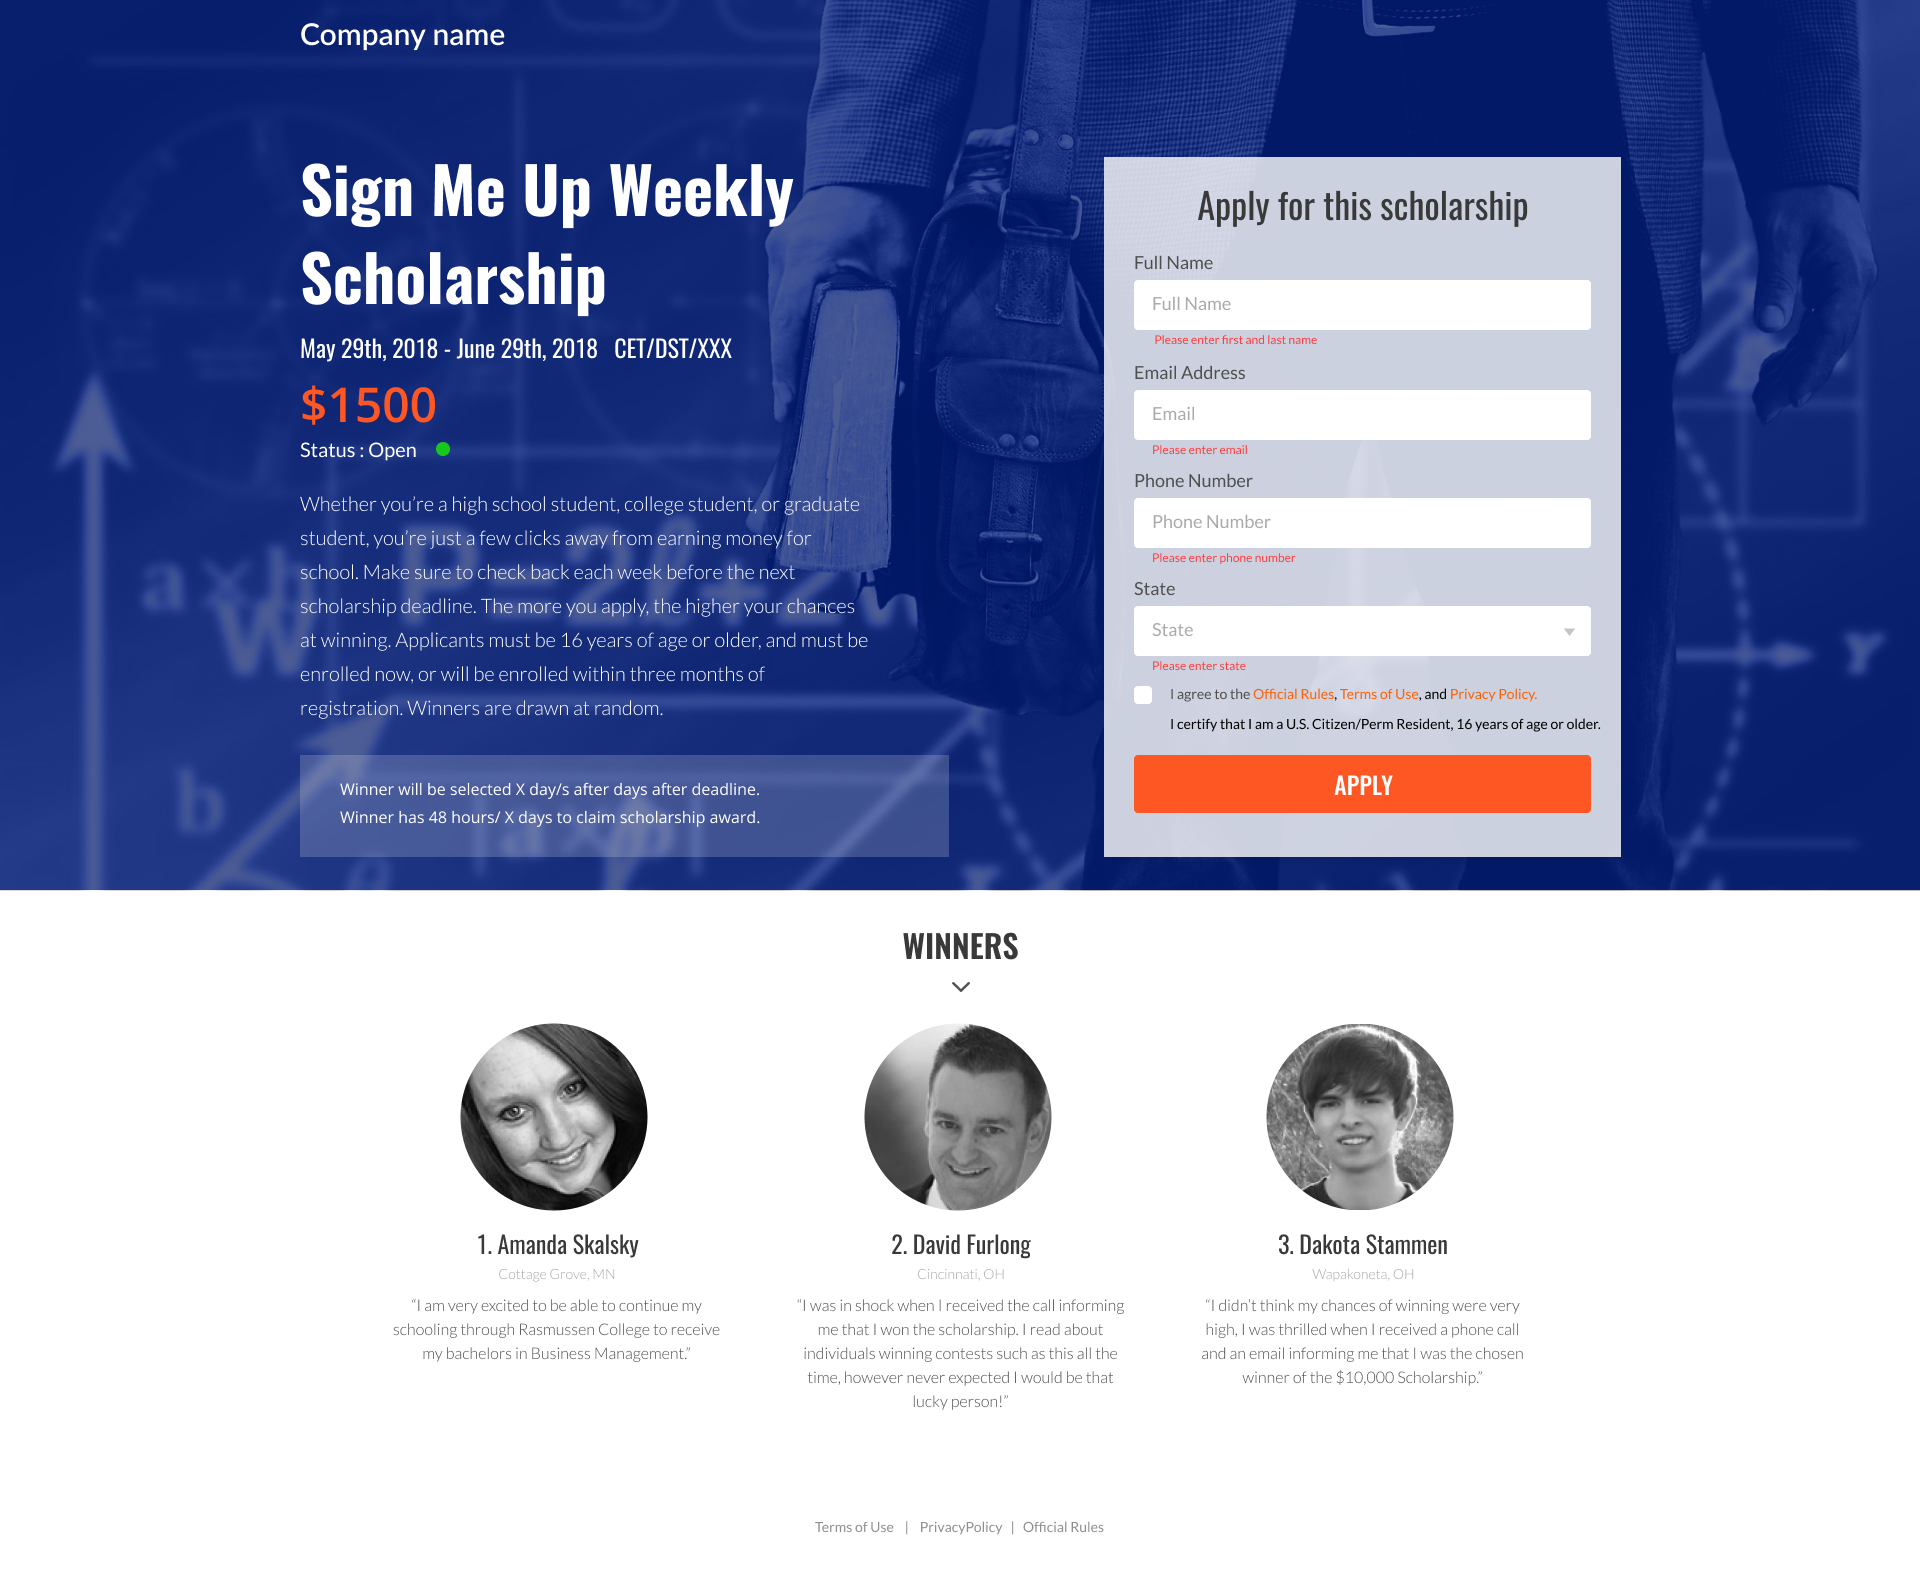 Company name
Sign Me Up Weekly
Scholarship
May 29th, 2018 - June 29th, 2018 CET/DST/XXX
$1500
Status : Open
Whether you’re a high school student, college student, or graduate
student, you’re just a few clicks away from earning money for
school. Make sure to check back each week before the next
scholarship deadline. The more you apply, the higher your chances
at winning. Applicants must be 16 years of age or older, and must be
enrolled now, or will be enrolled within three months of
registration. Winners are drawn at random.
Winner will be selected X day/s after days after deadline.
Winner has 48 hours/ X days to claim scholarship award.
Apply for this scholarship
Full Name
Full Name
Please enter first and last name
Email Address
Email
Please enter email
Phone Number
Phone Number
Please enter phone number
State
State
Please enter state
I agree to the Official Rules, Terms of Use, and Privacy Policy.
I certify that I am a U.S. Citizen/Perm Resident, 16 years of age or older.
APPLY
a × b
W
b
|a × b|
Y
WINNERS
1. Amanda Skalsky
Cottage Grove, MN
“I am very excited to be able to continue my
schooling through Rasmussen College to receive
my bachelors in Business Management.”
2. David Furlong
Cincinnati, OH
“I was in shock when I received the call informing
me that I won the scholarship. I read about
individuals winning contests such as this all the
time, however never expected I would be that
lucky person!”
3. Dakota Stammen
Wapakoneta, OH
“I didn’t think my chances of winning were very
high, I was thrilled when I received a phone call
and an email informing me that I was the chosen
winner of the $10,000 Scholarship.”
Terms of Use | PrivacyPolicy | Official Rules